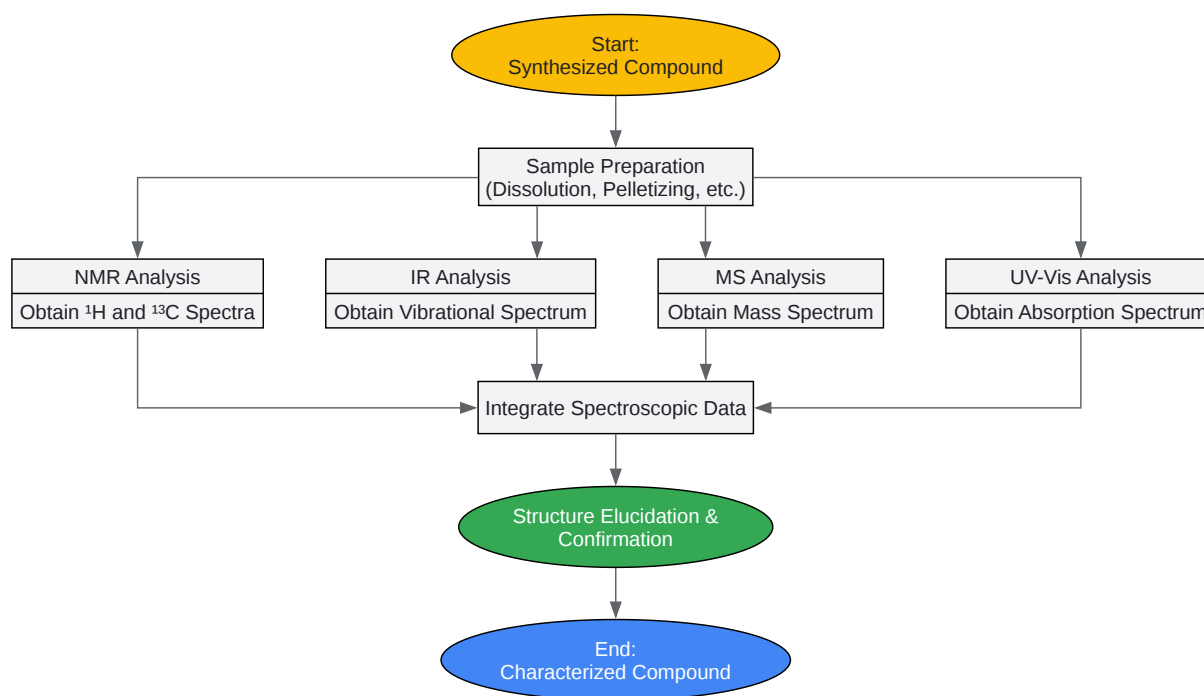 Start:
Synthesized Compound
Sample Preparation
(Dissolution, Pelletizing, etc.)
NMR Analysis
Obtain ¹H and ¹³C Spectra
IR Analysis
Obtain Vibrational Spectrum
MS Analysis
Obtain Mass Spectrum
UV-Vis Analysis
Obtain Absorption Spectrum
Integrate Spectroscopic Data
Structure Elucidation &
Confirmation
End:
Characterized Compound